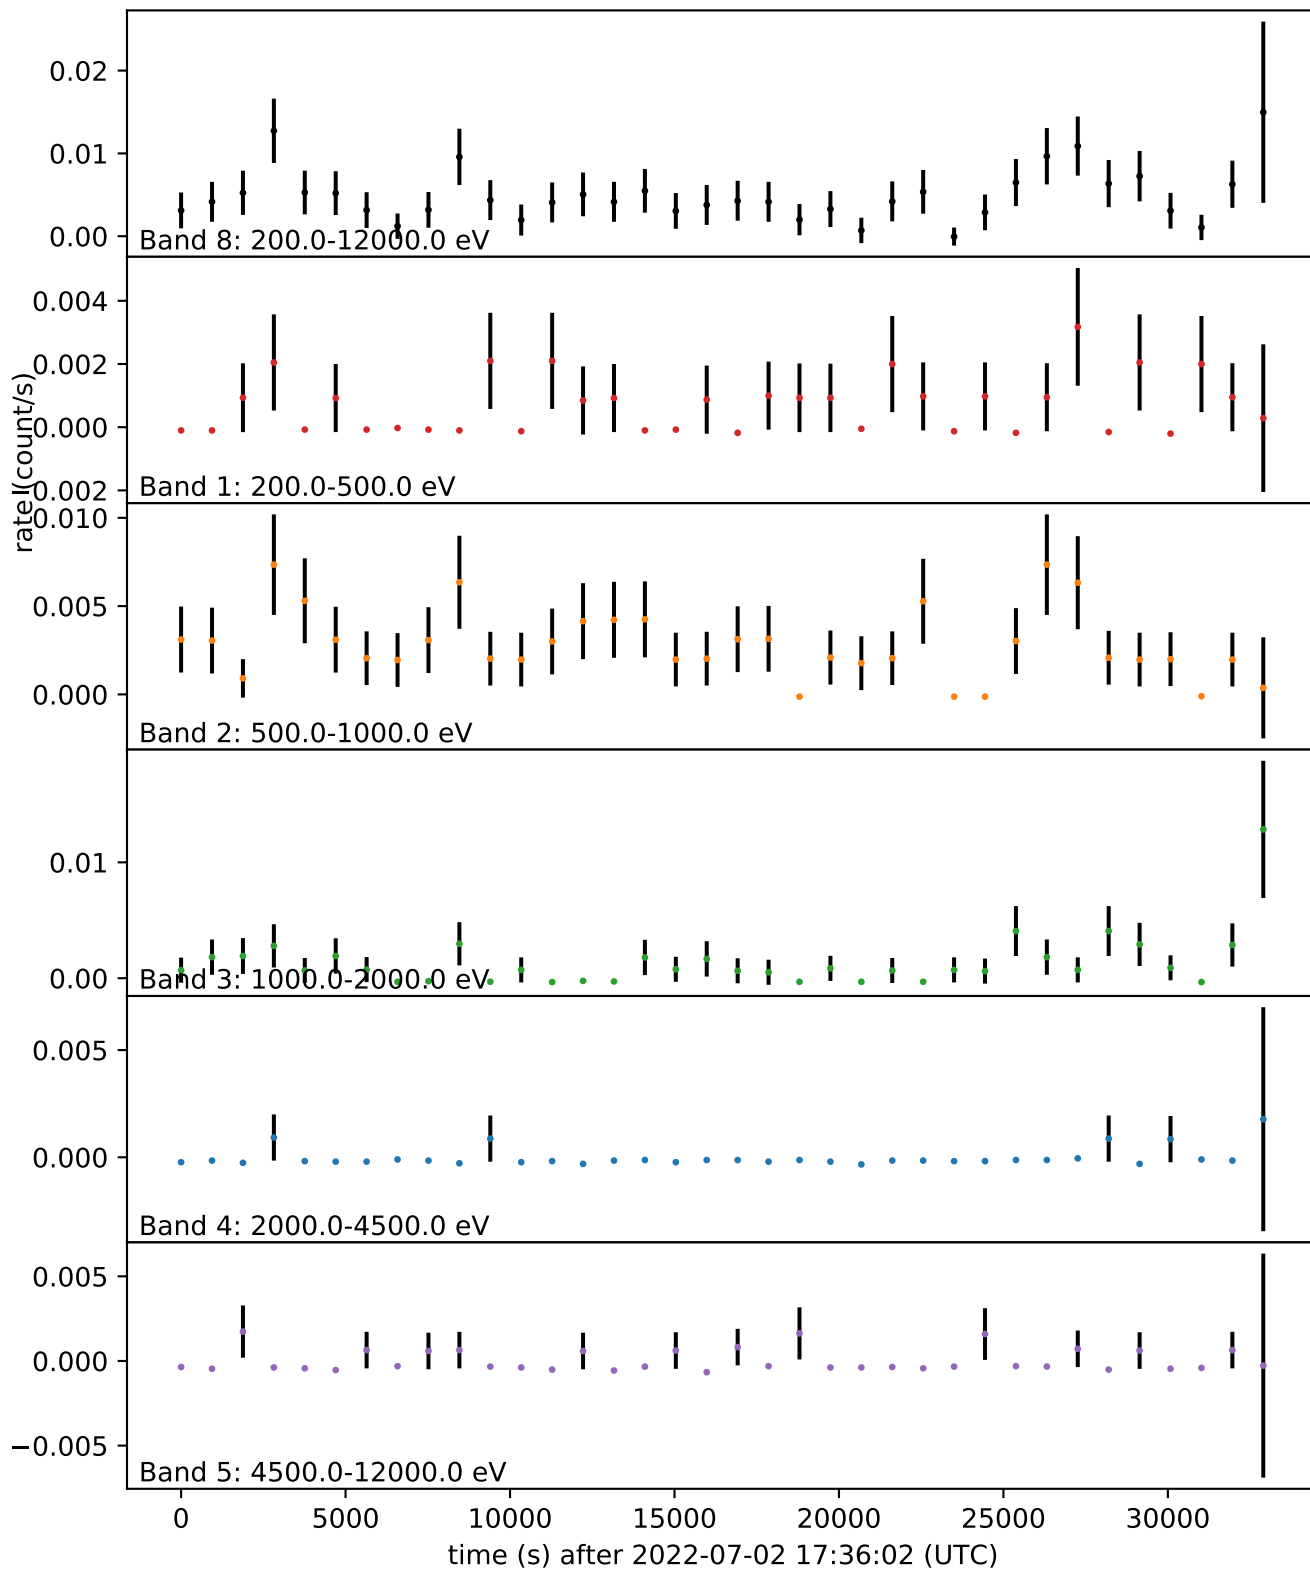 0.02
0.01
0.00
Band 8: 200.0-12000.0 eV
0.004
0.002
0.000
−0.002
Band 1: 200.0-500.0 eV
rate (count/s)
0.010
0.005
0.000
Band 2: 500.0-1000.0 eV
0.01
0.00
Band 3: 1000.0-2000.0 eV
0.005
0.000
Band 4: 2000.0-4500.0 eV
0.005
0.000
−0.005
Band 5: 4500.0-12000.0 eV
0 5000 10000 15000 20000 25000 30000
time (s) after 2022-07-02 17:36:02 (UTC)